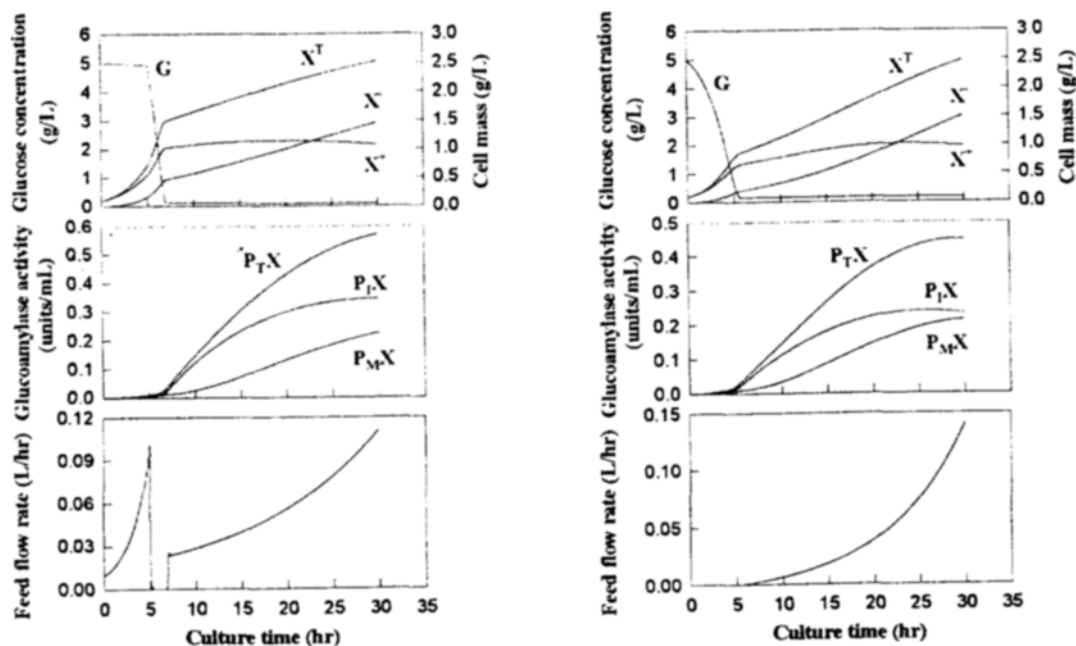 Glucose concentration
(g/L)
6
5
4
3
2
1
0
G
X^T
X^-
X^+
3.0
2.5
2.0
1.5
1.0
0.5
0.0
Cell mass (g/L)
Glucoamylase activity
(units/mL)
0.6
0.5
0.4
0.3
0.2
0.1
0.0
P_T X
P_I X
P_M X
Feed flow rate (L/hr)
0.12
0.09
0.06
0.03
0.00
0 5 10 15 20 25 30 35
Culture time (hr)
Glucose concentration
(g/L)
6
5
4
3
2
1
0
G
X^T
X^-
X^+
3.0
2.5
2.0
1.5
1.0
0.5
0.0
Cell mass (g/L)
Glucoamylase activity
(units/mL)
0.5
0.4
0.3
0.2
0.1
0.0
P_T X
P_I X
P_M X
Feed flow rate (L/hr)
0.15
0.10
0.05
0.00
0 5 10 15 20 25 30 35
Culture time (hr)